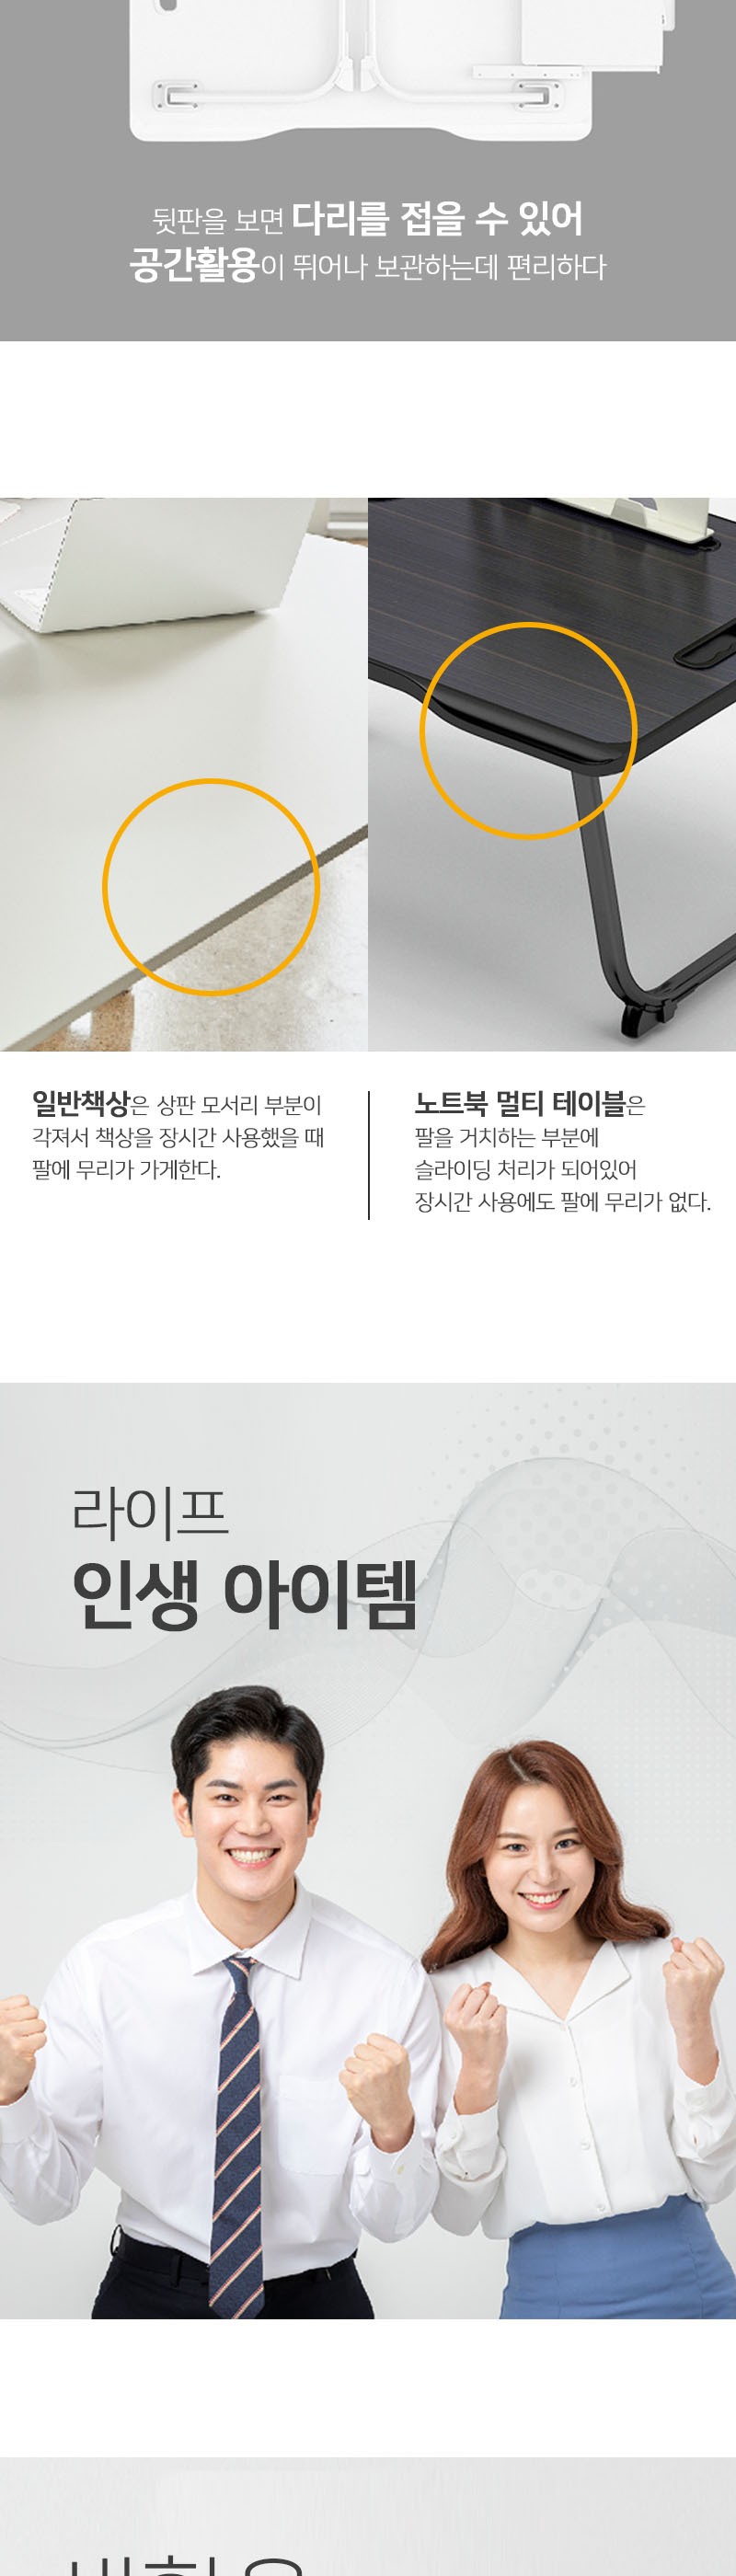 뒷판을 보면 다리를 접을 수 있어
공간활용이 뛰어나 보관하는데 편리하다
일반책상은 상판 모서리 부분이
각져서 책상을 장시간 사용했을 때
팔에 무리가 가게한다.
노트북 멀티 테이블은
팔을 거치하는 부분에
슬라이딩 처리가 되어있어
장시간 사용에도 팔에 무리가 없다.
라이프
인생 아이템